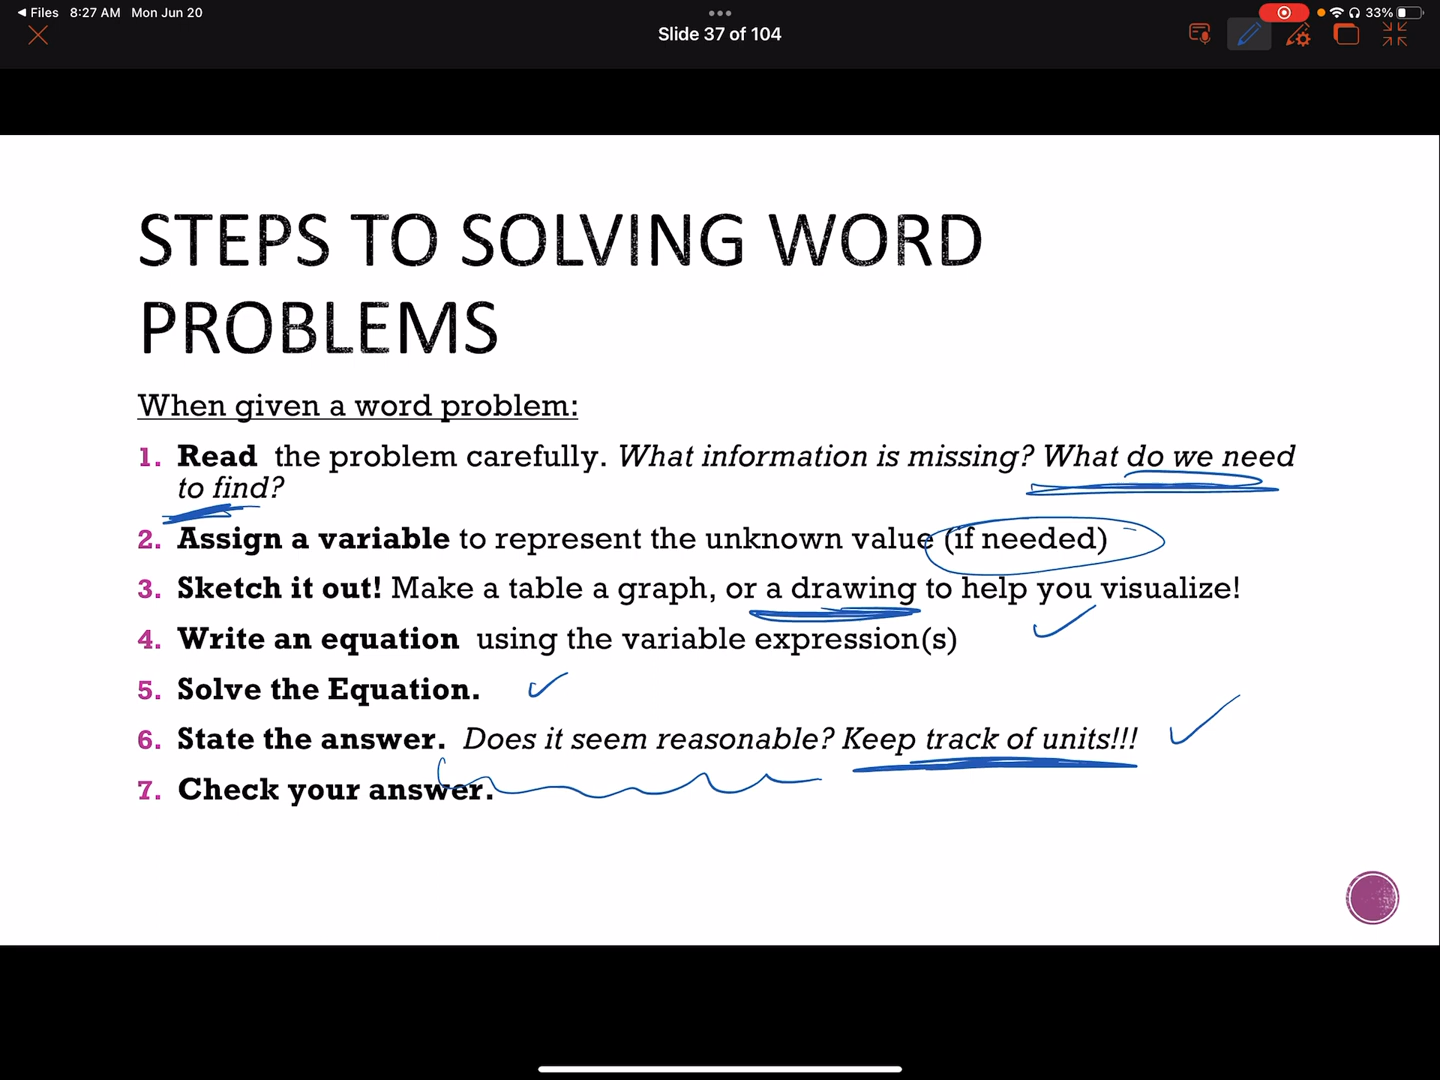 Files 8:27 AM Mon Jun 20
33%
Slide 37 of 104
STEPS TO SOLVING WORD
PROBLEMS
When given a word problem:
1. Read the problem carefully. What information is missing? What do we need
to find?
2. Assign a variable to represent the unknown value (if needed)
3. Sketch it out! Make a table a graph, or a drawing to help you visualize!
4. Write an equation using the variable expression(s)
5. Solve the Equation.
6. State the answer. Does it seem reasonable? Keep track of units!!!
7. Check your answer.